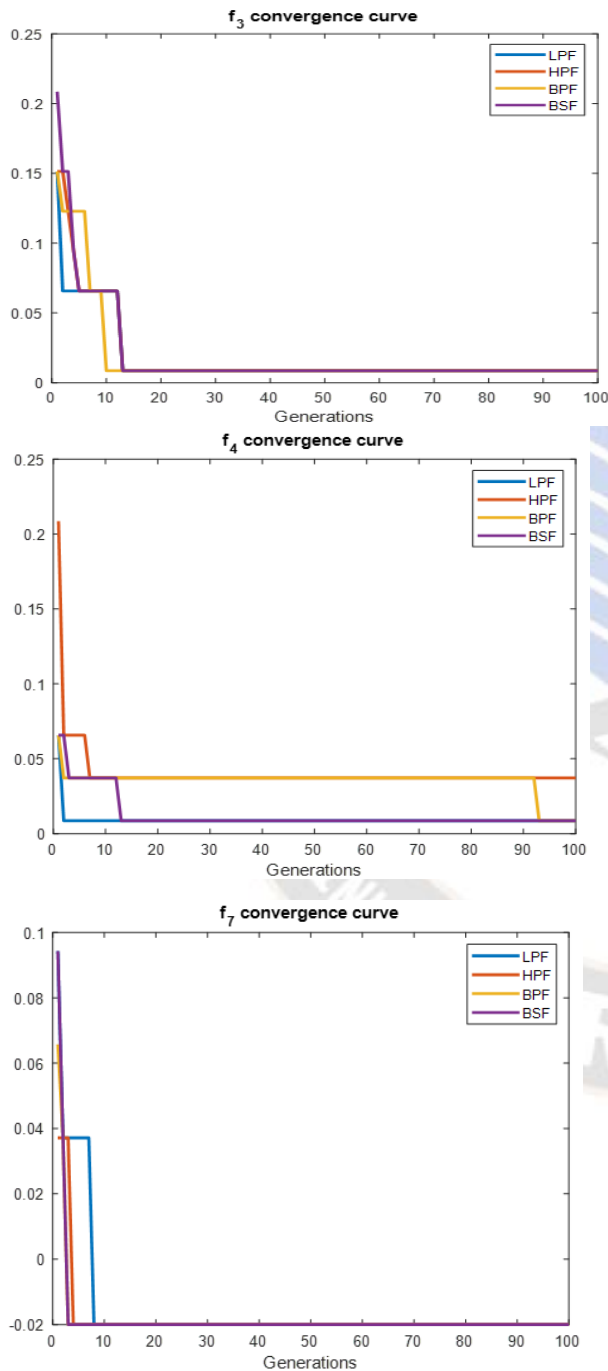 f3 convergence curve
0.25
0.2
0.15
0.1
0.05
0
LPF
HPF
BPF
BSF
0 10 20 30 40 50 60 70 80 90 100
Generations
f4 convergence curve
0.25
0.2
0.15
0.1
0.05
0
LPF
HPF
BPF
BSF
0 10 20 30 40 50 60 70 80 90 100
Generations
f7 convergence curve
0.1
0.08
0.06
0.04
0.02
0
-0.02
LPF
HPF
BPF
BSF
0 10 20 30 40 50 60 70 80 90 100
Generations